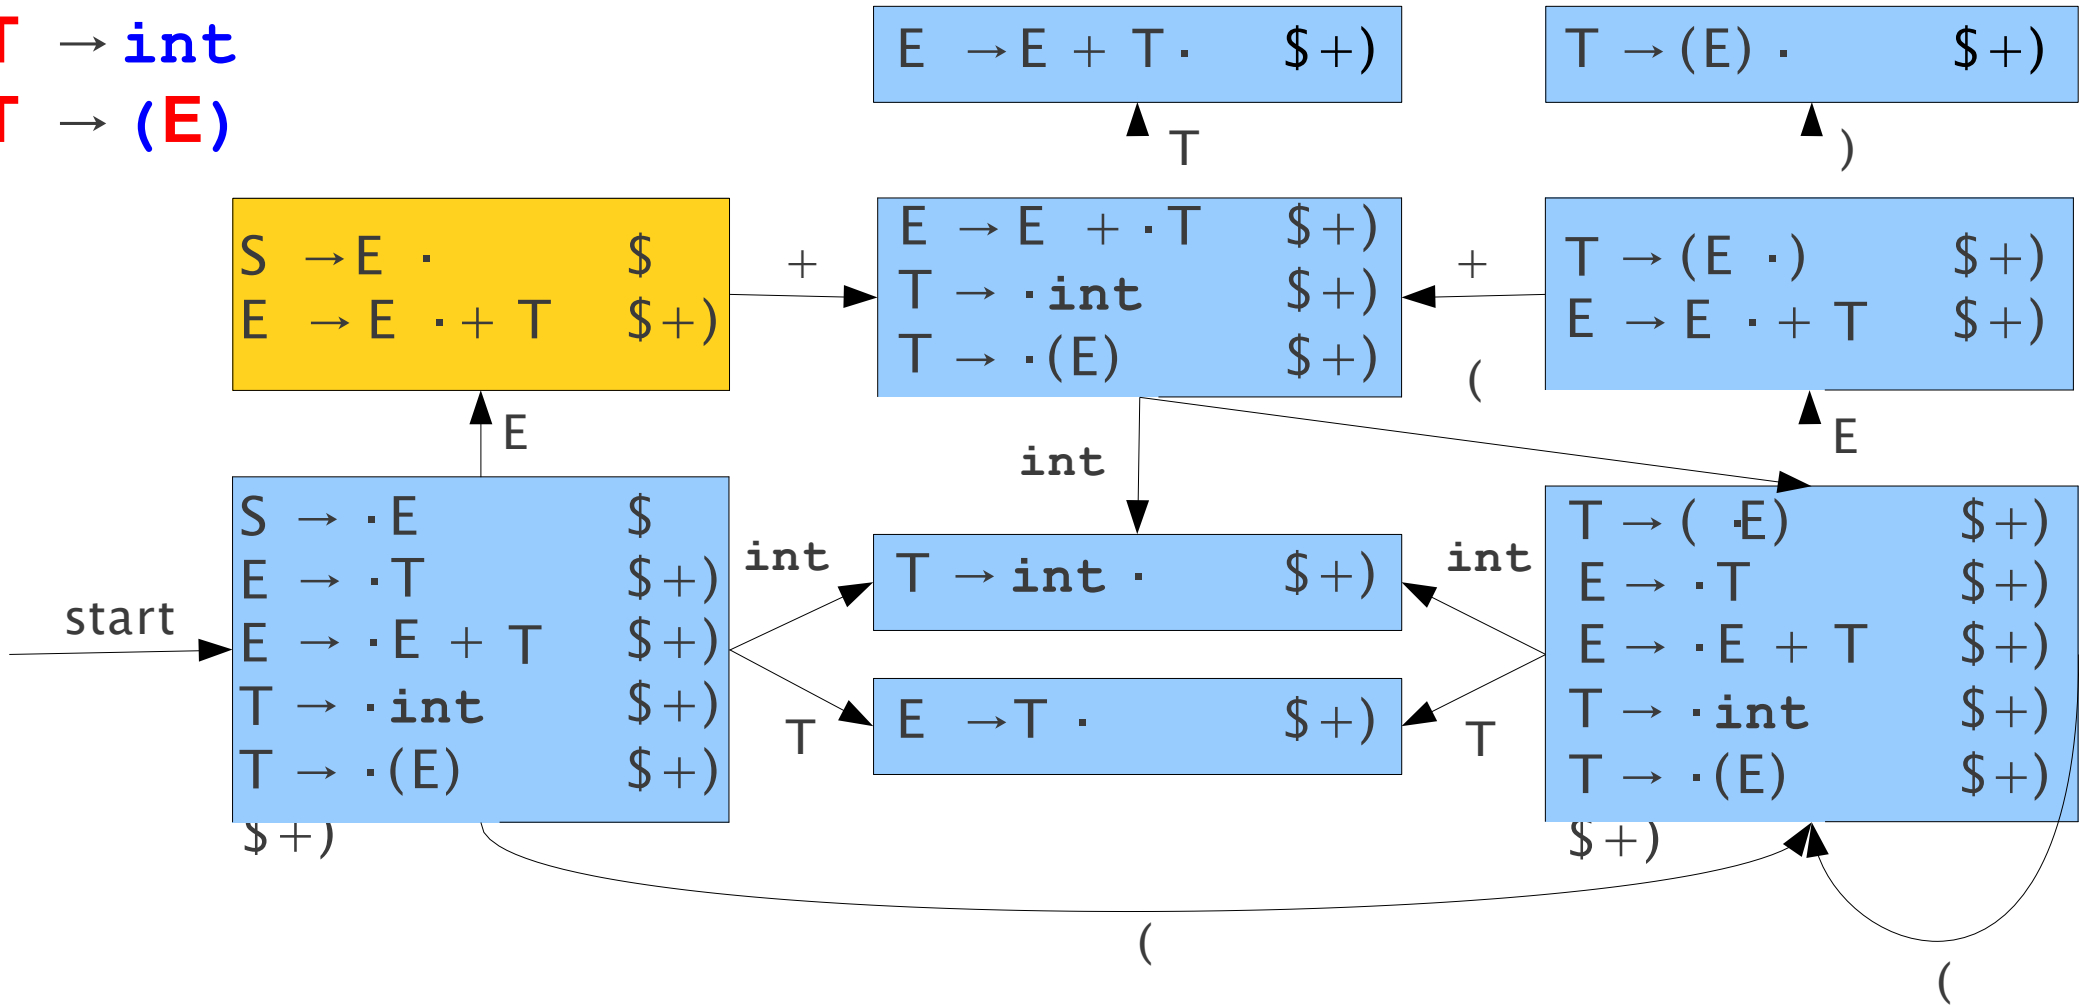 T → int
T → (E)
E → E + T · $+)
T → (E) · $+)
T
)
S → E · $
E → E · + T $+)
+
E → E + · T $+)
T → · int $+)
T → · (E) $+)
+
T → (E · ) $+)
E → E · + T $+)
(
E
int
E
start
S → · E $
E → · T $+)
E → · E + T $+)
T → · int $+)
T → · (E) $+)
$+)
int
T
T → int · $+)
E → T · $+)
int
T
T → ( · E) $+)
E → · T $+)
E → · E + T $+)
T → · int $+)
T → · (E) $+)
$+)
(
(